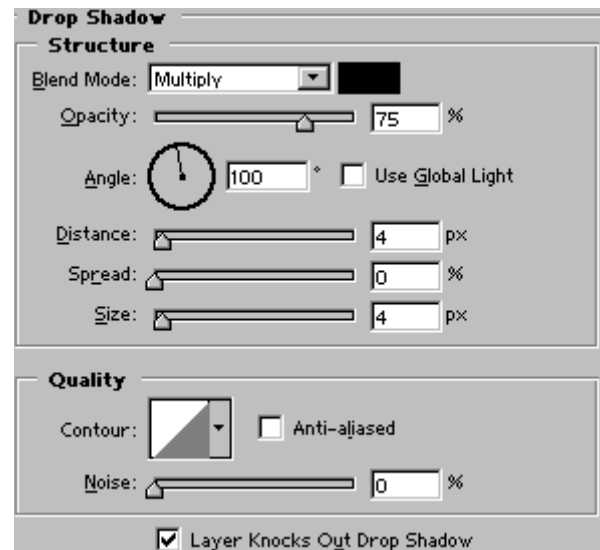 Drop Shadow
Structure
Blend Mode: Multiply
Opacity: 75 %
Angle: 100 ° Use Global Light
Distance: 4 px
Spread: 0 %
Size: 4 px
Quality
Contour: Anti-aliased
Noise: 0 %
Layer Knocks Out Drop Shadow